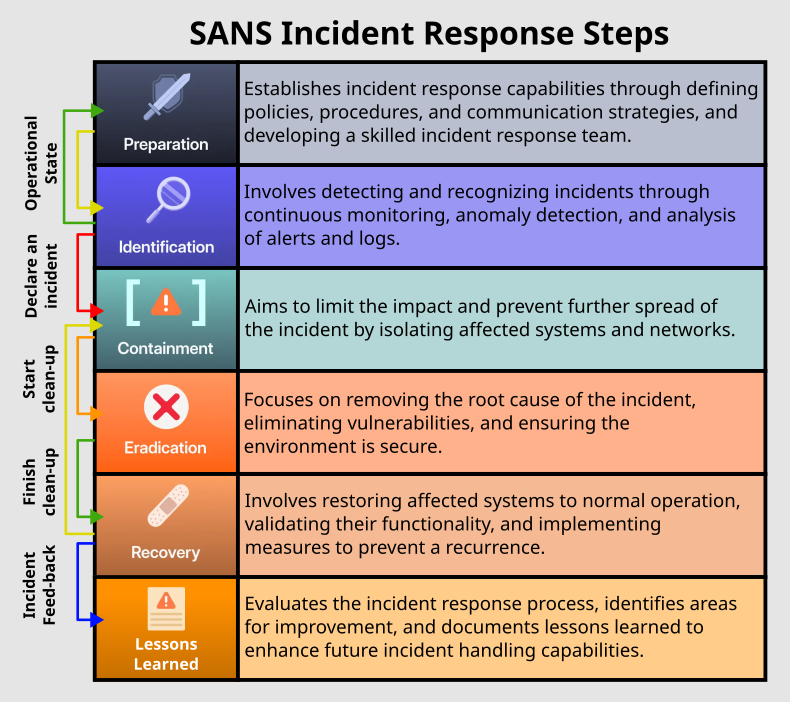 SANS Incident Response Steps
Operational
State
Declare an
incident
Start
clean-up
Finish
clean-up
Incident
Feed-back
Preparation
Establishes incident response capabilities through defining
policies, procedures, and communication strategies, and
developing a skilled incident response team.
Identification
Involves detecting and recognizing incidents through
continuous monitoring, anomaly detection, and analysis
of alerts and logs.
Containment
Aims to limit the impact and prevent further spread of
the incident by isolating affected systems and networks.
Eradication
Focuses on removing the root cause of the incident,
eliminating vulnerabilities, and ensuring the
environment is secure.
Recovery
Involves restoring affected systems to normal operation,
validating their functionality, and implementing
measures to prevent a recurrence.
Lessons
Learned
Evaluates the incident response process, identifies areas
for improvement, and documents lessons learned to
enhance future incident handling capabilities.